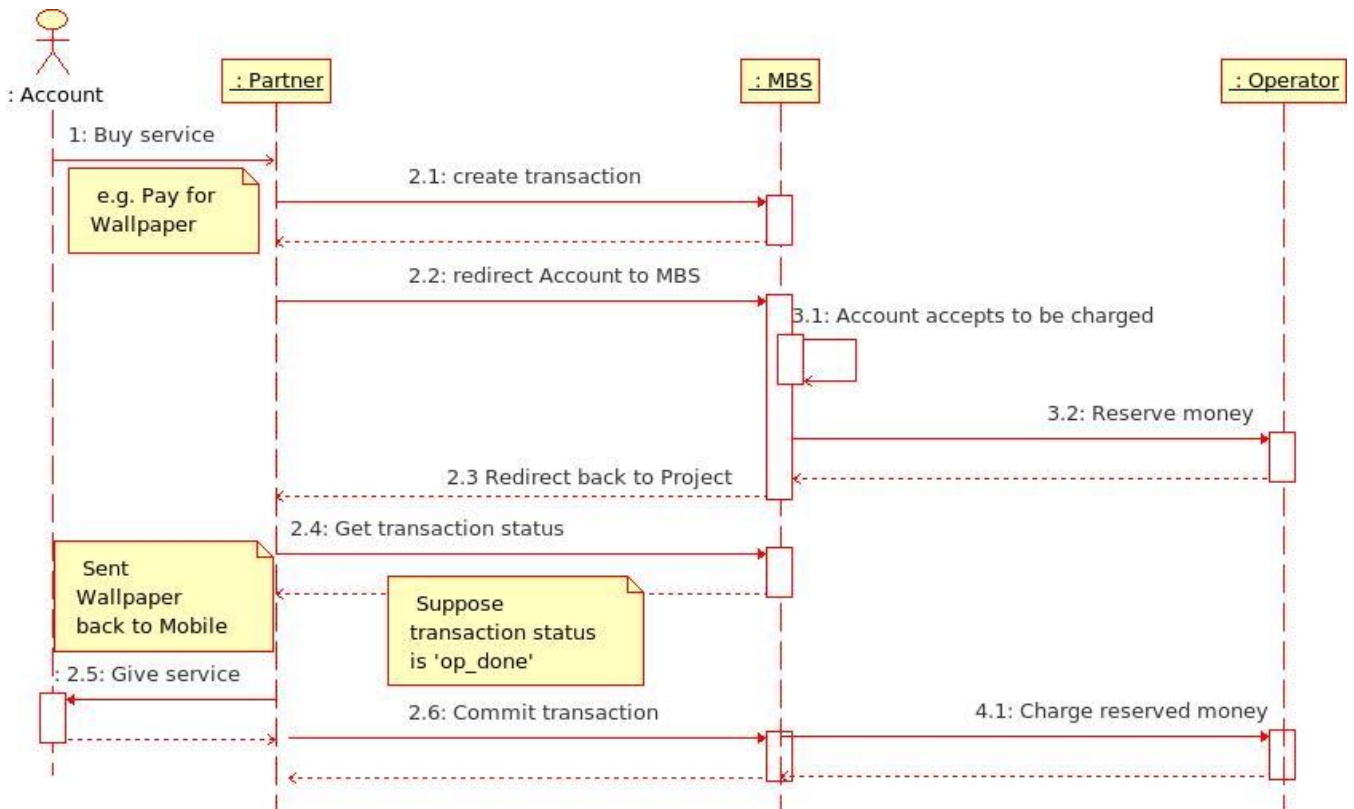 : Account
: Partner
: MBS
: Operator
1: Buy service
e.g. Pay for
Wallpaper
2.1: create transaction
2.2: redirect Account to MBS
3.1: Account accepts to be charged
3.2: Reserve money
2.3 Redirect back to Project
2.4: Get transaction status
Sent
Wallpaper
back to Mobile
Suppose
transaction status
is 'op_done'
: 2.5: Give service
2.6: Commit transaction
4.1: Charge reserved money